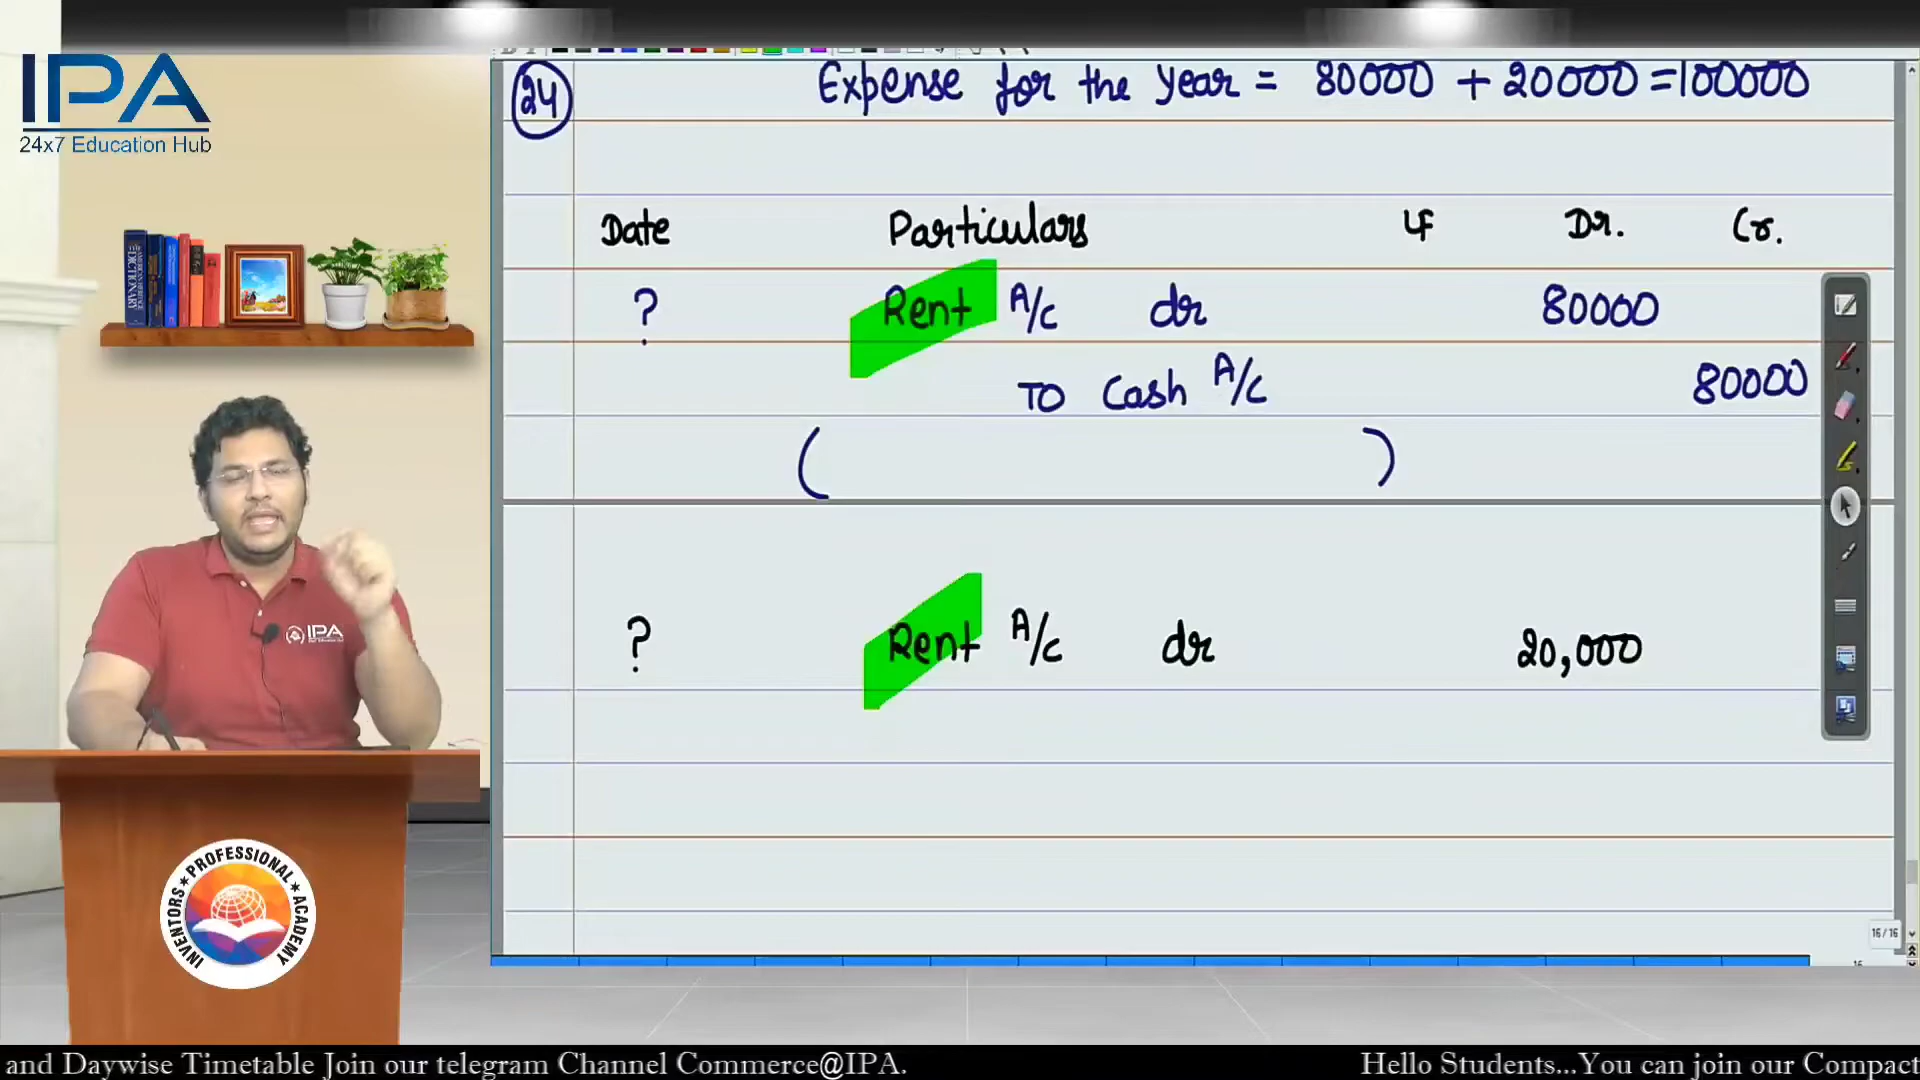 IPA
24x7 Education Hub
24
Expense for the Year = 80000 + 20000 = 100000
Date Particulars LF Dr. Cr.
? Rent A/c dr 80000
TO Cash A/c 80000
( )
? Rent A/c dr 20,000
IPA
INVENTORS PROFESSIONAL ACADEMY
DICTIONARY
16/16
16
and Daywise Timetable Join our telegram Channel Commerce@IPA. Hello Students...You can join our Compact